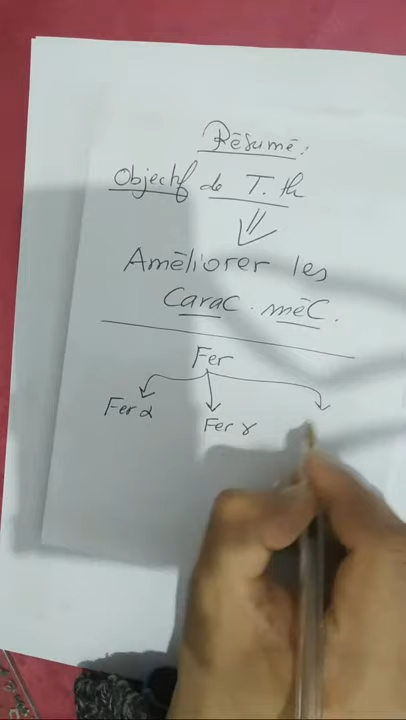 Résumé:
Objectif de T. th
Améliorer les
Carac. méC.
Fer
Fer α
Fer γ